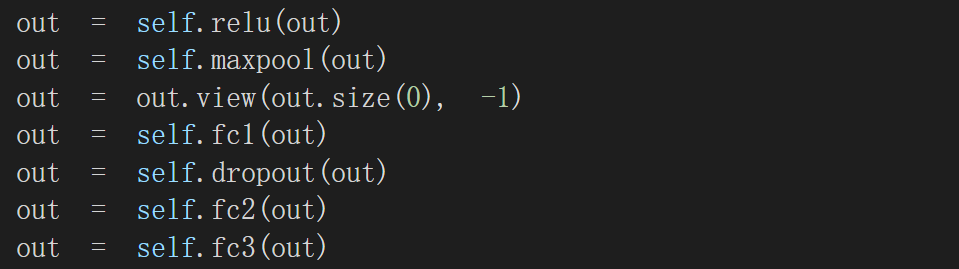 out = self.relu(out)
out = self.maxpool(out)
out = out.view(out.size(0), -1)
out = self.fc1(out)
out = self.dropout(out)
out = self.fc2(out)
out = self.fc3(out)